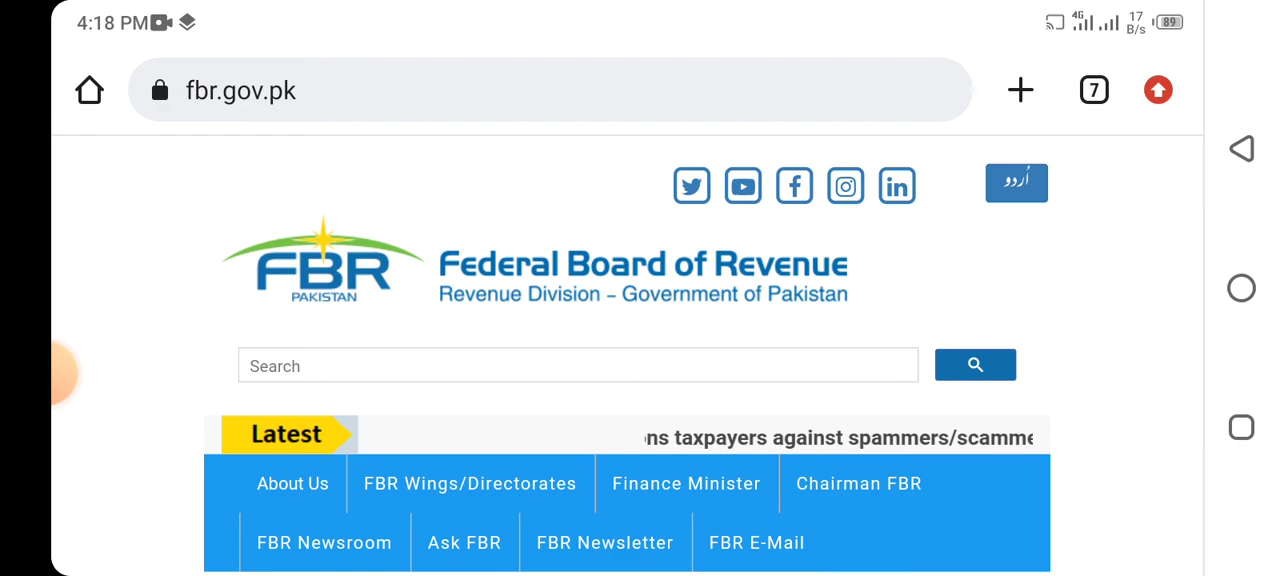 4:18 PM
4G
17
B/s
89
fbr.gov.pk
7
اُردو
FBR
PAKISTAN
Federal Board of Revenue
Revenue Division – Government of Pakistan
Search
Latest
ns taxpayers against spammers/scamme
About Us
FBR Wings/Directorates
Finance Minister
Chairman FBR
FBR Newsroom
Ask FBR
FBR Newsletter
FBR E-Mail